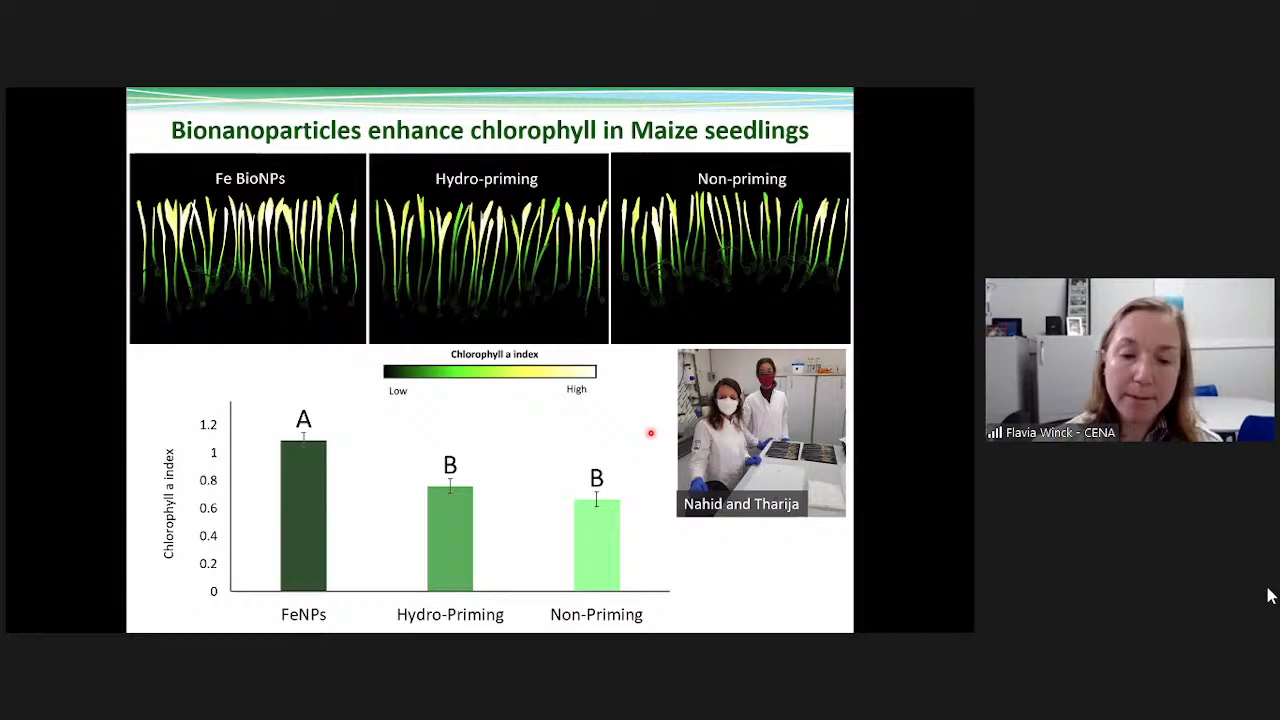 Bionanoparticles enhance chlorophyll in Maize seedlings
Fe BioNPs
Hydro-priming
Non-priming
Chlorophyll a index
Low
High
Chlorophyll a index
1.2
1
0.8
0.6
0.4
0.2
0
A
B
B
FeNPs
Hydro-Priming
Non-Priming
Nahid and Tharija
Flavia Winck - CENA